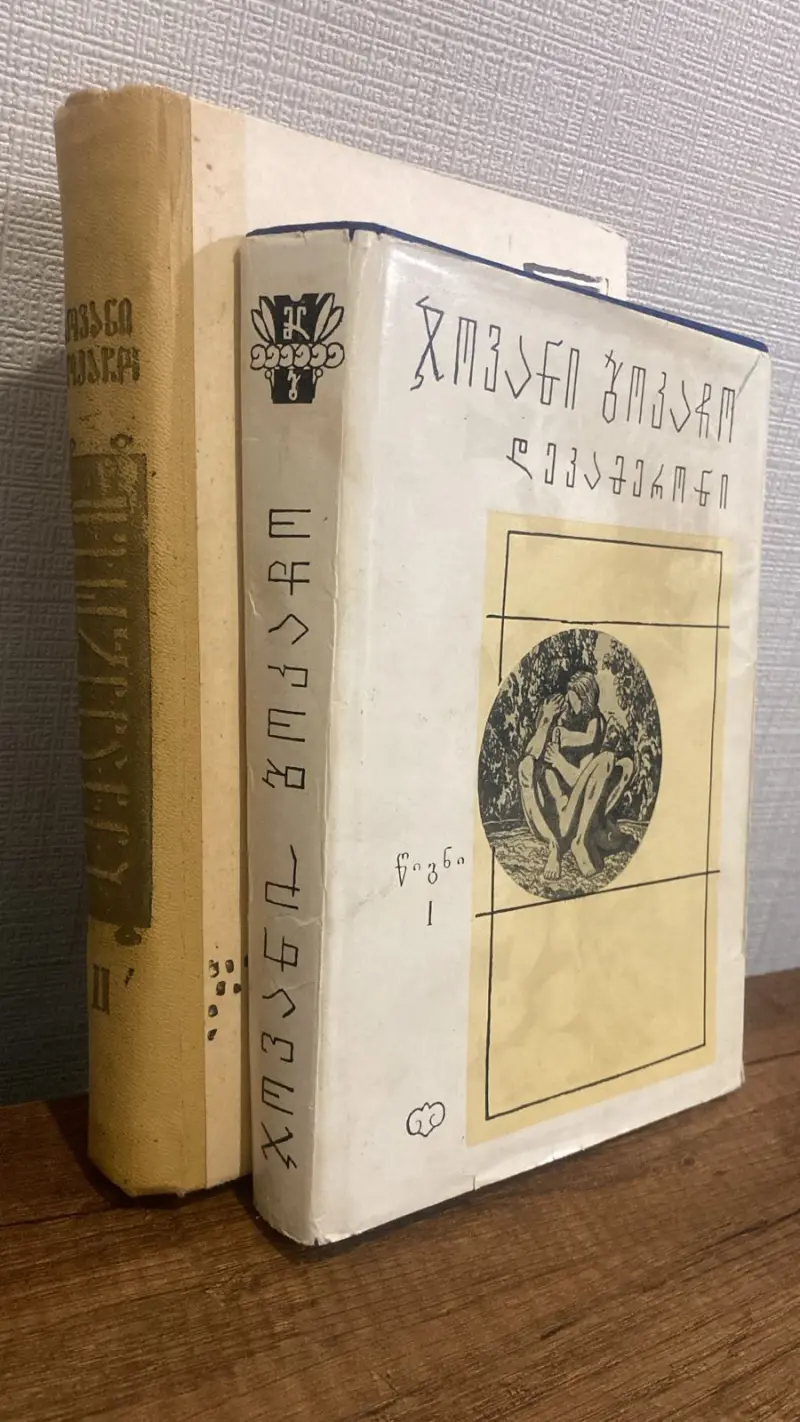 ჯოვანი ბოკაჩო
დეკამერონი
წიგნი
I
ჯოვანი ბოკაჩო
II